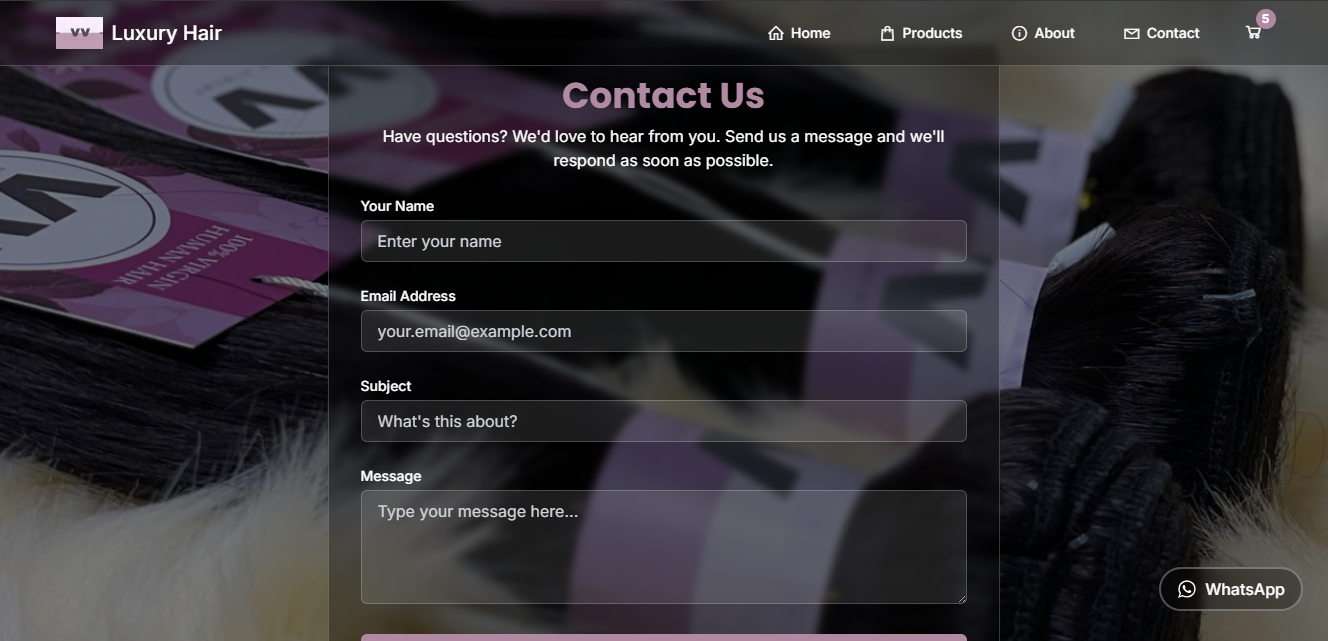 VV Luxury Hair
Home
Products
About
Contact
5
Contact Us
Have questions? We'd love to hear from you. Send us a message and we'll
respond as soon as possible.
Your Name
Enter your name
Email Address
your.email@example.com
Subject
What's this about?
Message
Type your message here...
100% VIRGIN
HUMAN HAIR
WhatsApp